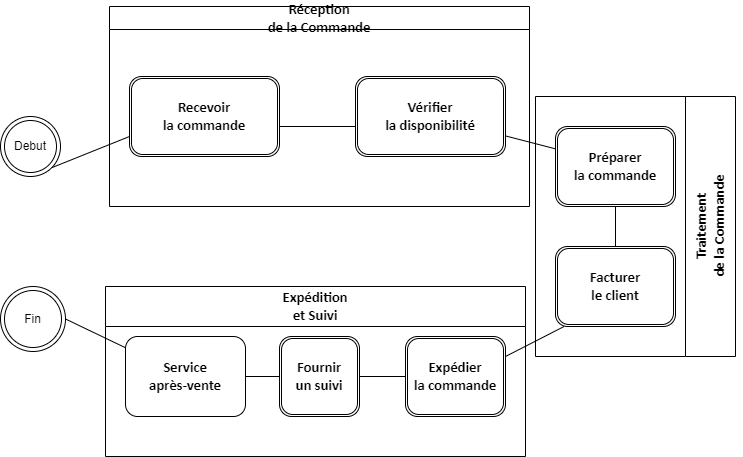 Réception
de la Commande
Debut
Recevoir
la commande
Vérifier
la disponibilité
Préparer
la commande
Traitement
de la Commande
Facturer
le client
Expédition
et Suivi
Fin
Service
après-vente
Fournir
un suivi
Expédier
la commande